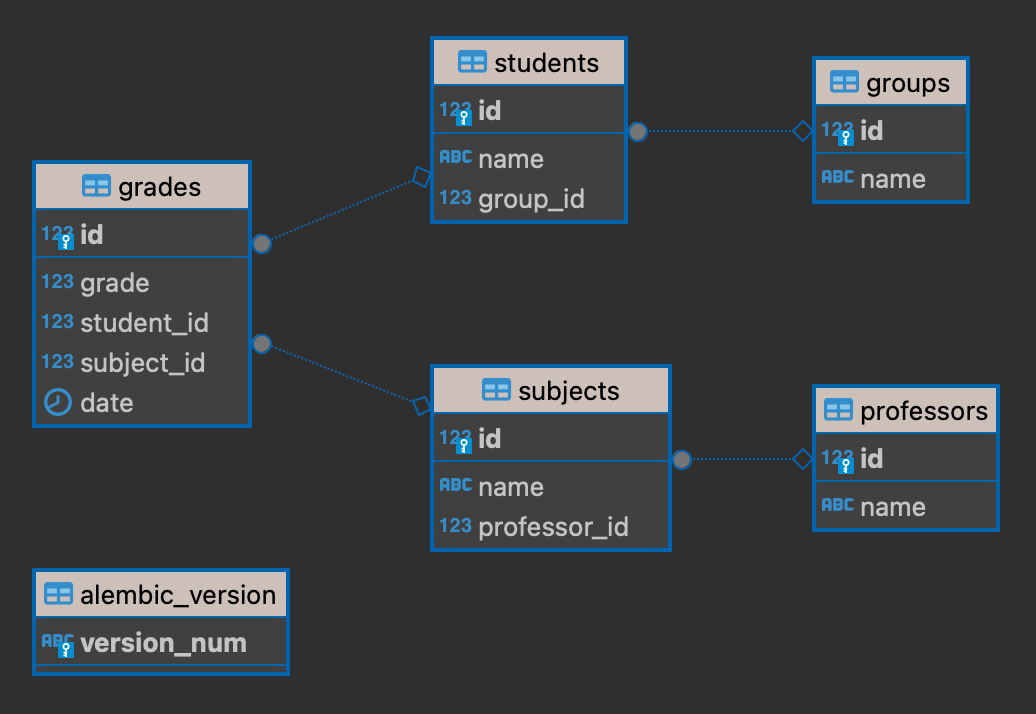 students
123 id
ABC name
123 group_id
groups
123 id
ABC name
grades
123 id
123 grade
123 student_id
123 subject_id
date
subjects
123 id
ABC name
123 professor_id
professors
123 id
ABC name
alembic_version
ABC version_num